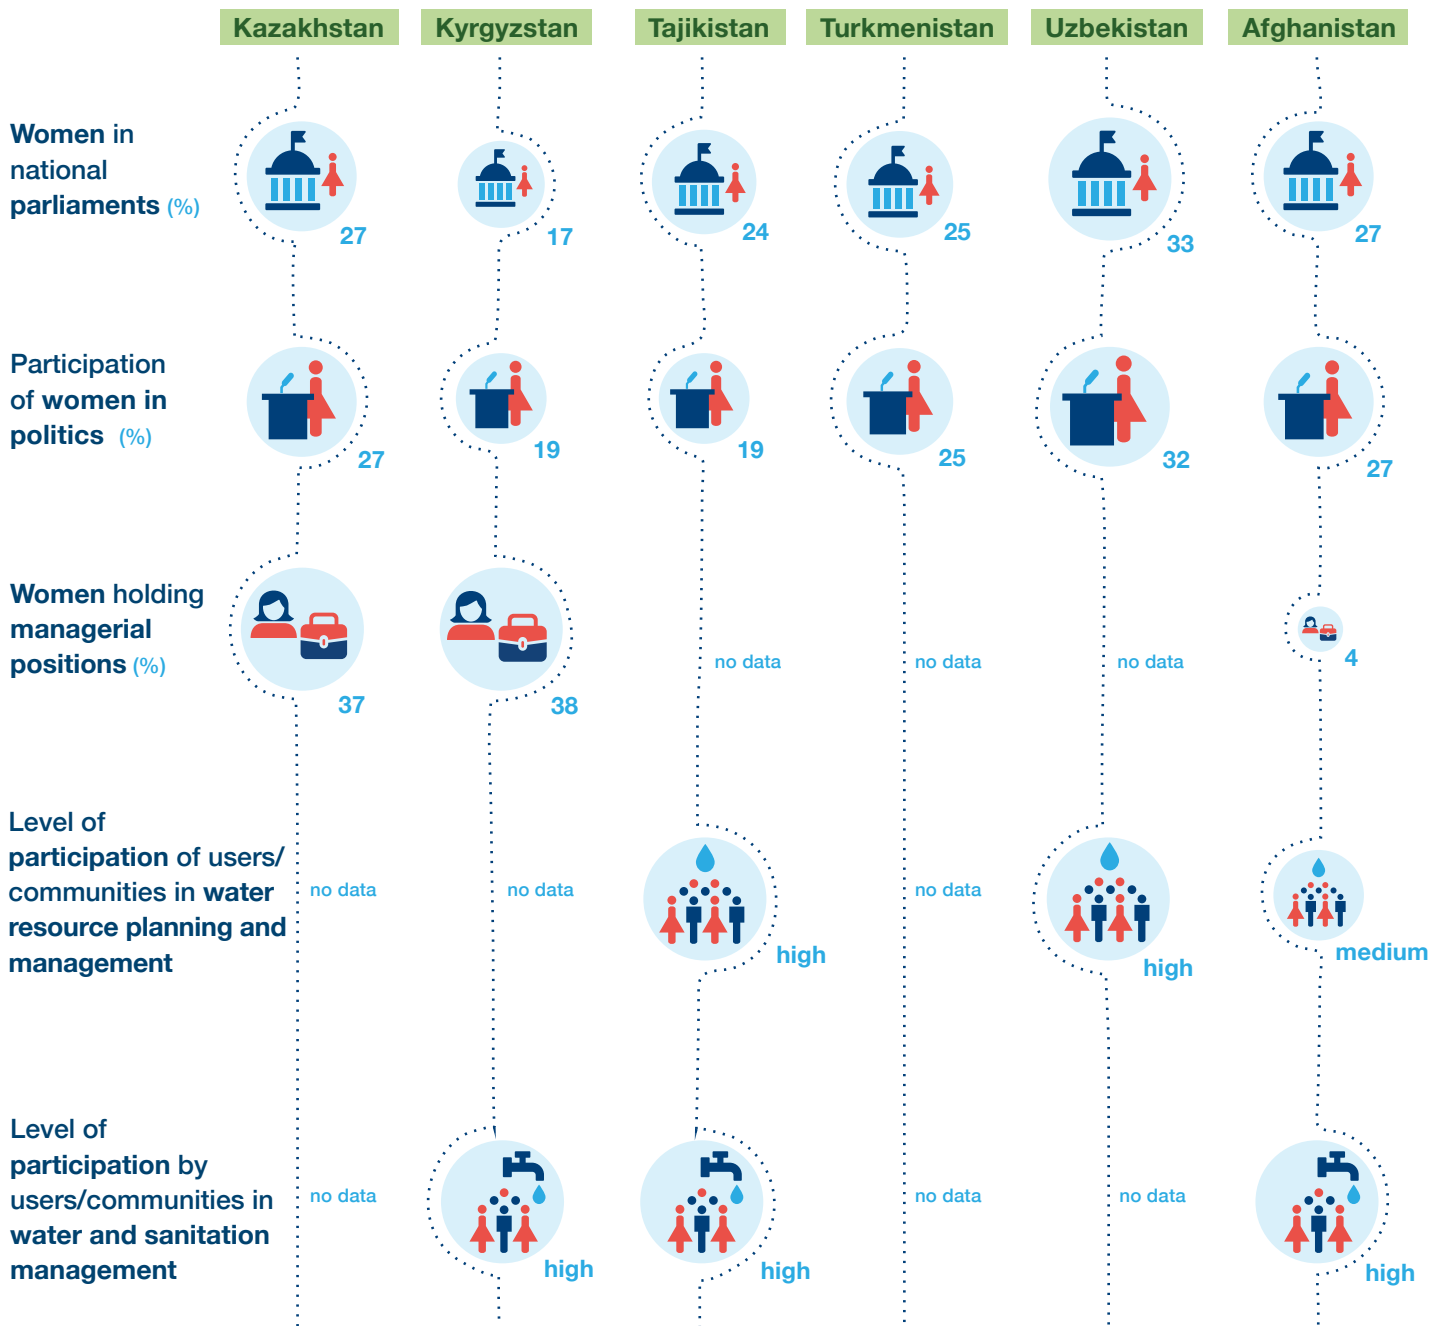 Kazakhstan Kyrgyzstan Tajikistan Turkmenistan Uzbekistan Afghanistan
Women in
national
parliaments (%)
27 17 24 25 33 27
Participation
of women in
politics (%)
27 19 19 25 32 27
Women holding
managerial
positions (%)
37 38 no data no data no data 4
Level of
participation of users/
communities in water
resource planning and
management
no data no data high no data high medium
Level of
participation by
users/communities in
water and sanitation
management
no data high high no data no data high